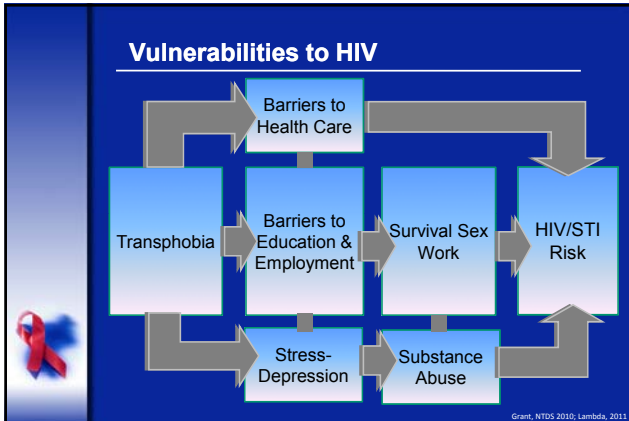 Vulnerabilities to HIV
Barriers to
Health Care
Transphobia
Barriers to
Education &
Employment
Survival Sex
Work
HIV/STI
Risk
Stress-
Depression
Substance
Abuse
Grant, NTDS 2010; Lambda, 2011